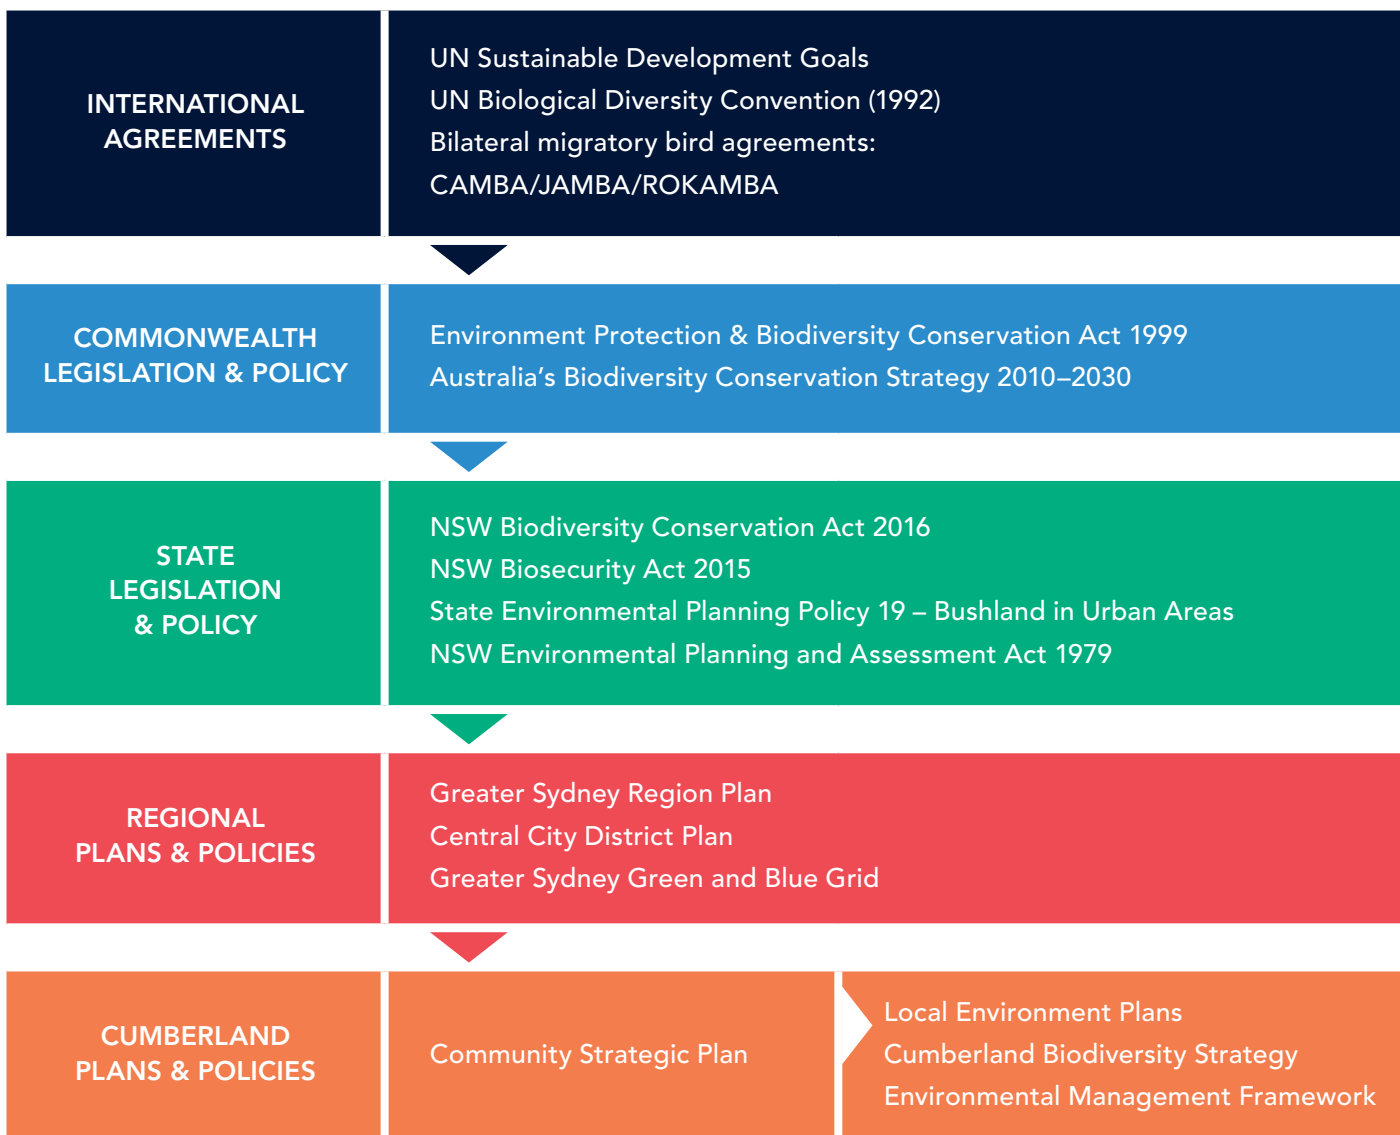 INTERNATIONAL
AGREEMENTS
UN Sustainable Development Goals
UN Biological Diversity Convention (1992)
Bilateral migratory bird agreements:
CAMBA/JAMBA/ROKAMBA
COMMONWEALTH
LEGISLATION & POLICY
Environment Protection & Biodiversity Conservation Act 1999
Australia’s Biodiversity Conservation Strategy 2010–2030
STATE
LEGISLATION
& POLICY
NSW Biodiversity Conservation Act 2016
NSW Biosecurity Act 2015
State Environmental Planning Policy 19 – Bushland in Urban Areas
NSW Environmental Planning and Assessment Act 1979
REGIONAL
PLANS & POLICIES
Greater Sydney Region Plan
Central City District Plan
Greater Sydney Green and Blue Grid
CUMBERLAND
PLANS & POLICIES
Community Strategic Plan
Local Environment Plans
Cumberland Biodiversity Strategy
Environmental Management Framework